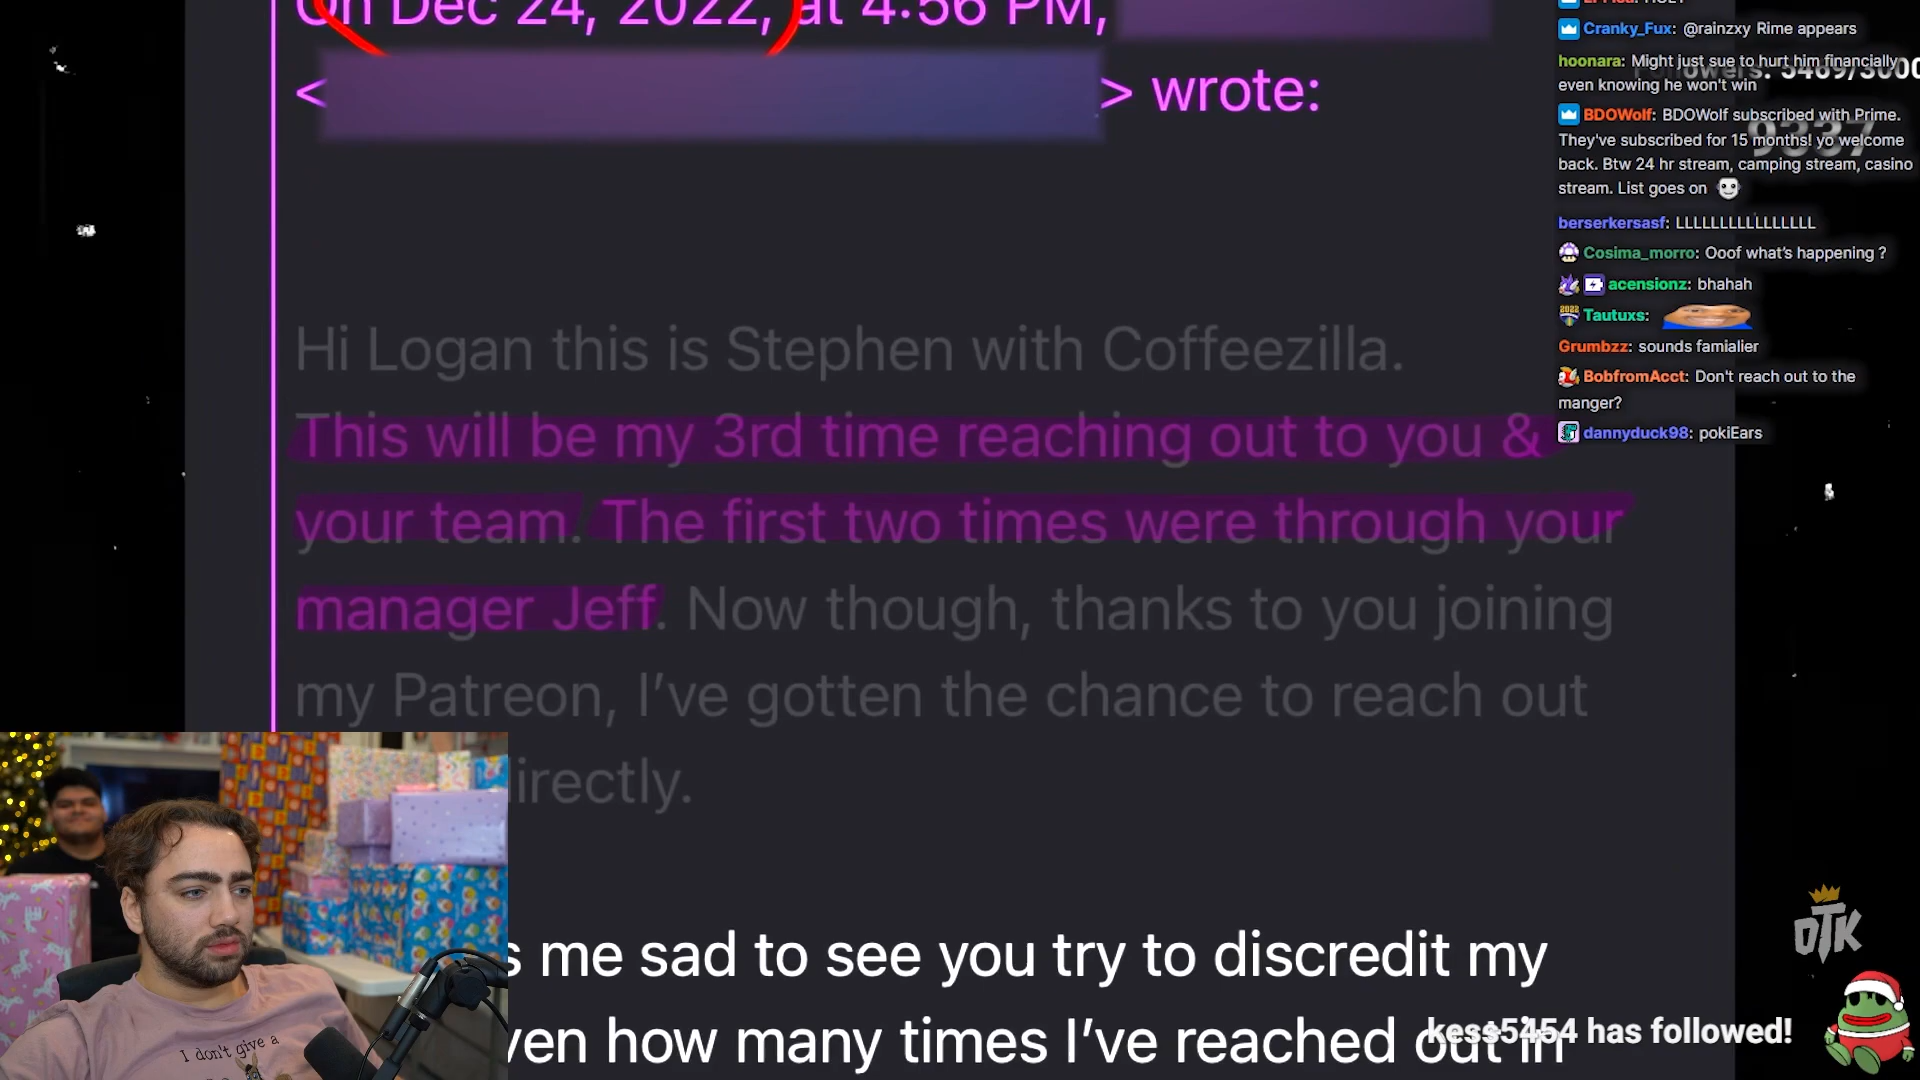 On Dec 24, 2022, at 4:56 PM,
< > wrote:
Hi Logan this is Stephen with Coffeezilla.
This will be my 3rd time reaching out to you &
your team. The first two times were through your
manager Jeff. Now though, thanks to you joining
my Patreon, I've gotten the chance to reach out
irectly.
s me sad to see you try to discredit my
ven how many times I've reached out in
Cranky_Fux: @rainzxy Rime appears
hoonara: Might just sue to hurt him financially
even knowing he won't win
BDOWolf: BDOWolf subscribed with Prime.
They've subscribed for 15 months! yo welcome
back. Btw 24 hr stream, camping stream, casino
stream. List goes on
berserkersasf: LLLLLLLLLLLLLLLL
Cosima_morro: Ooof what's happening ?
acensionz: bhahah
2022
Tautuxs:
Grumbzz: sounds famialier
BobfromAcct: Don't reach out to the
manger?
dannyduck98: pokiEars
Followers: 5469/3000
9337
I don't give a
OTK
kess5454 has followed!